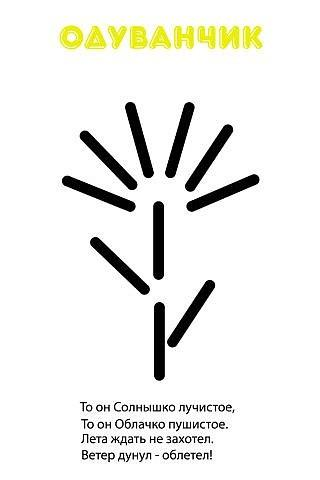 ОДУВАНЧИК
То он Солнышко лучистое,
То он Облачко пушистое.
Лета ждать не захотел.
Ветер дунул - облетел!